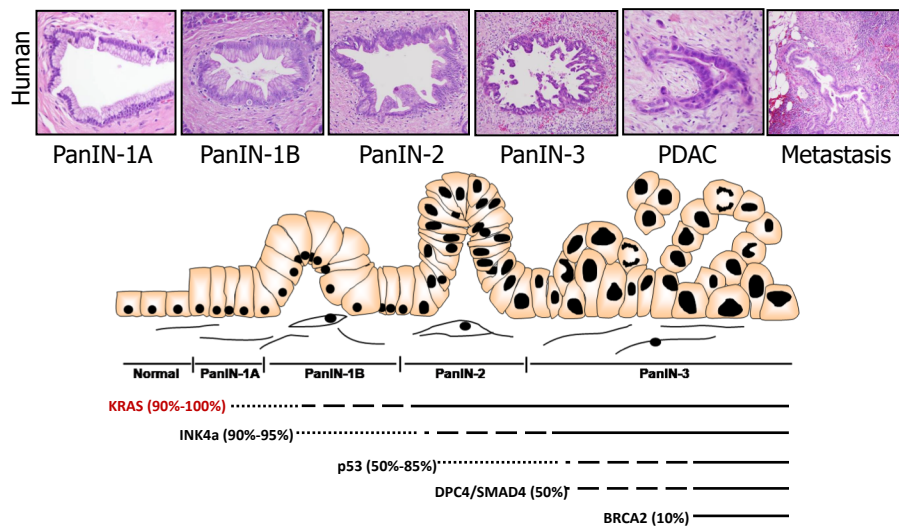 Human
PanIN-1A PanIN-1B PanIN-2 PanIN-3 PDAC Metastasis
Normal PanIN-1A PanIN-1B PanIN-2 PanIN-3
KRAS (90%-100%)
INK4a (90%-95%)
p53 (50%-85%)
DPC4/SMAD4 (50%)
BRCA2 (10%)